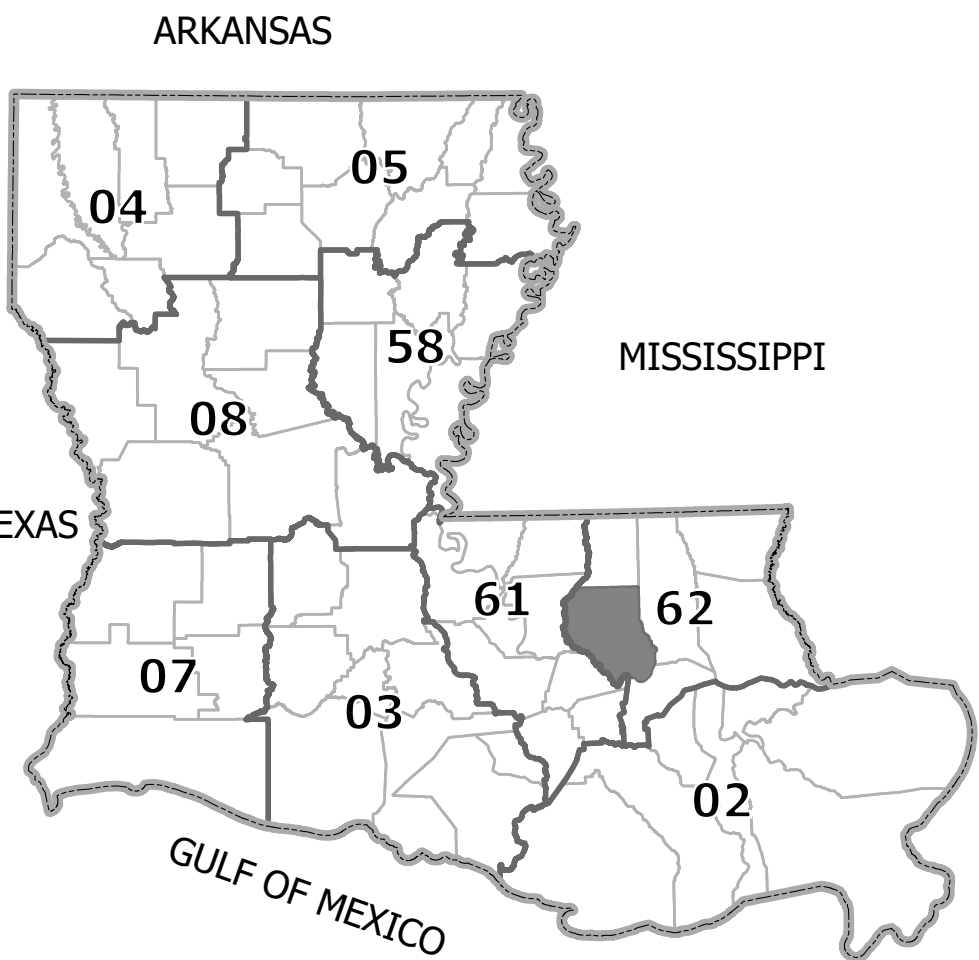 ARKANSAS
05
04
58
MISSISSIPPI
08
EXAS
61
62
07
03
02
GULF OF MEXICO